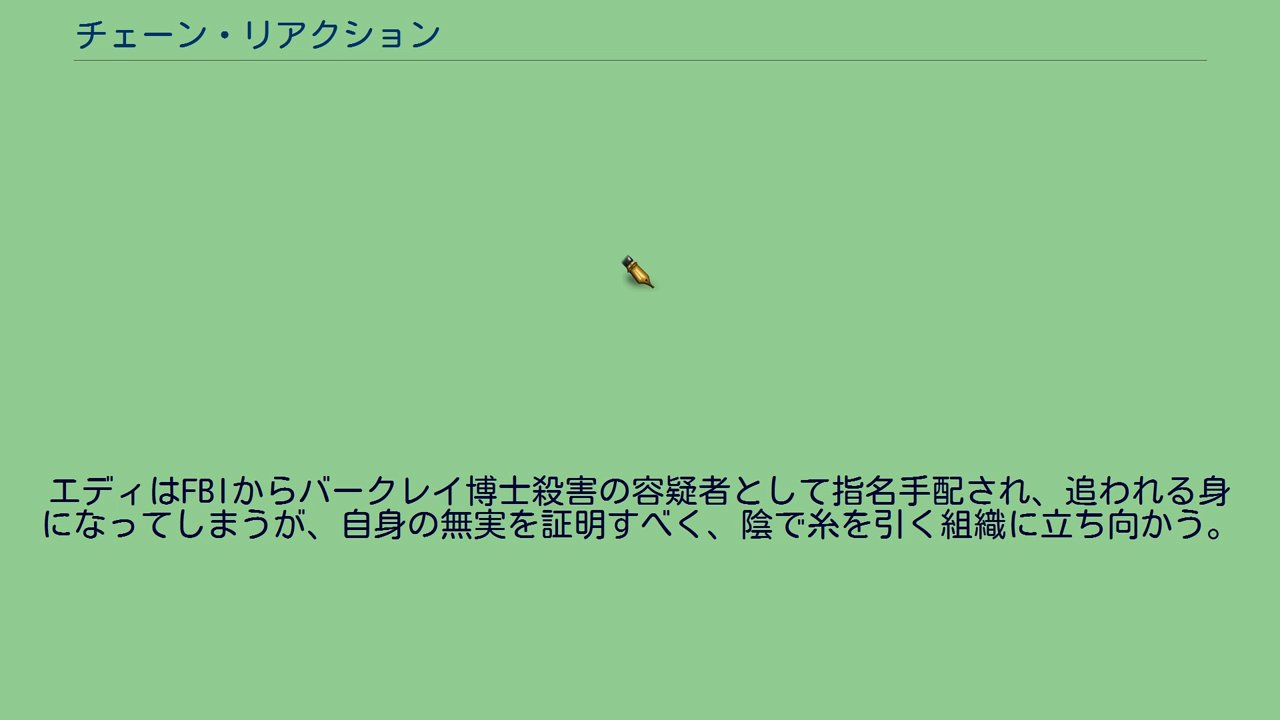 チェーン・リアクション
エディはFBIからバークレイ博士殺害の容疑者として指名手配され、追われる身
になってしまうが、自身の無実を証明すべく、陰で糸を引く組織に立ち向かう。